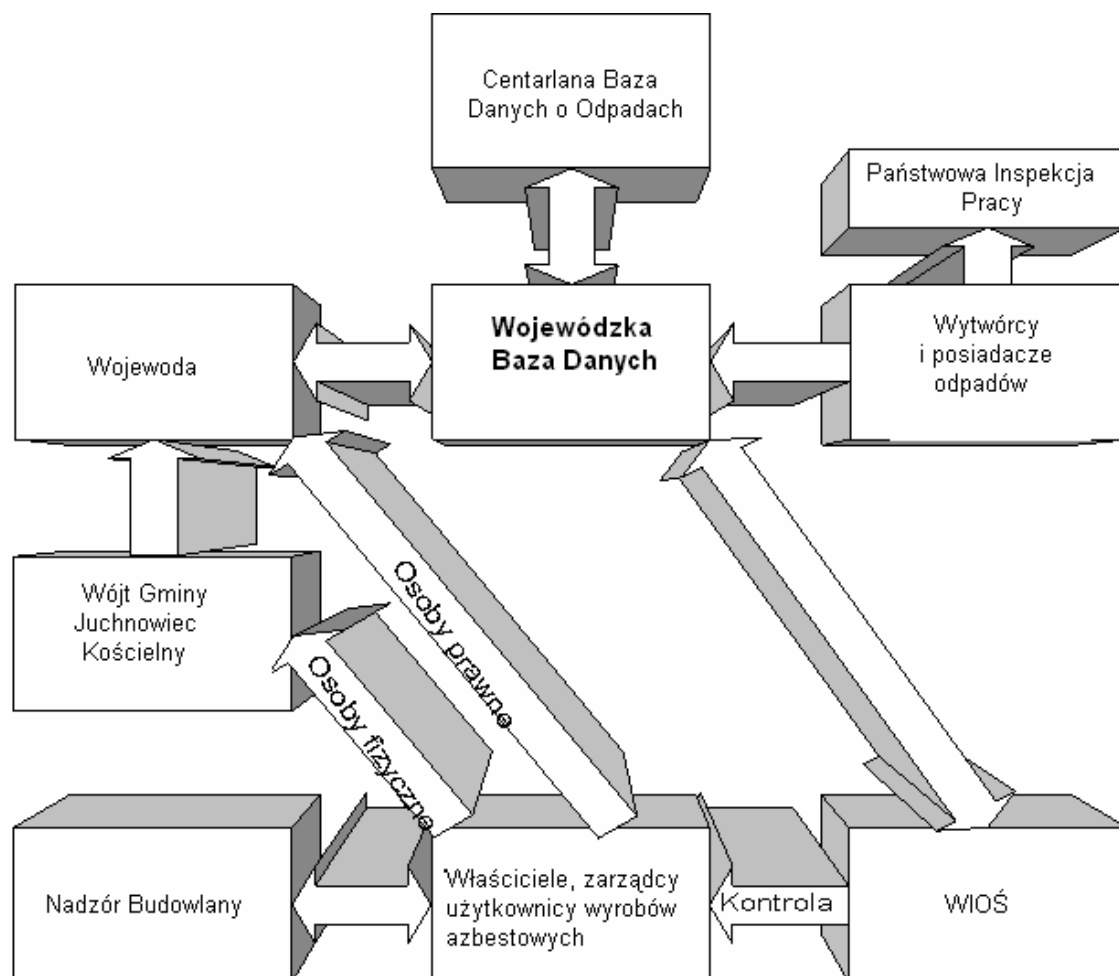 Centarlana Baza
Danych o Odpadach
Państwowa Inspekcja
Pracy
Wojewoda
Wojewódzka
Baza Danych
Wytwórcy
i posiadacze
odpadów
Wójt Gminy
Juchnowiec
Kościelny
Osoby prawne
Osoby fizyczne
Nadzór Budowlany
Właściciele, zarządcy
użytkownicy wyrobów
azbestowych
Kontrola
WIOŚ